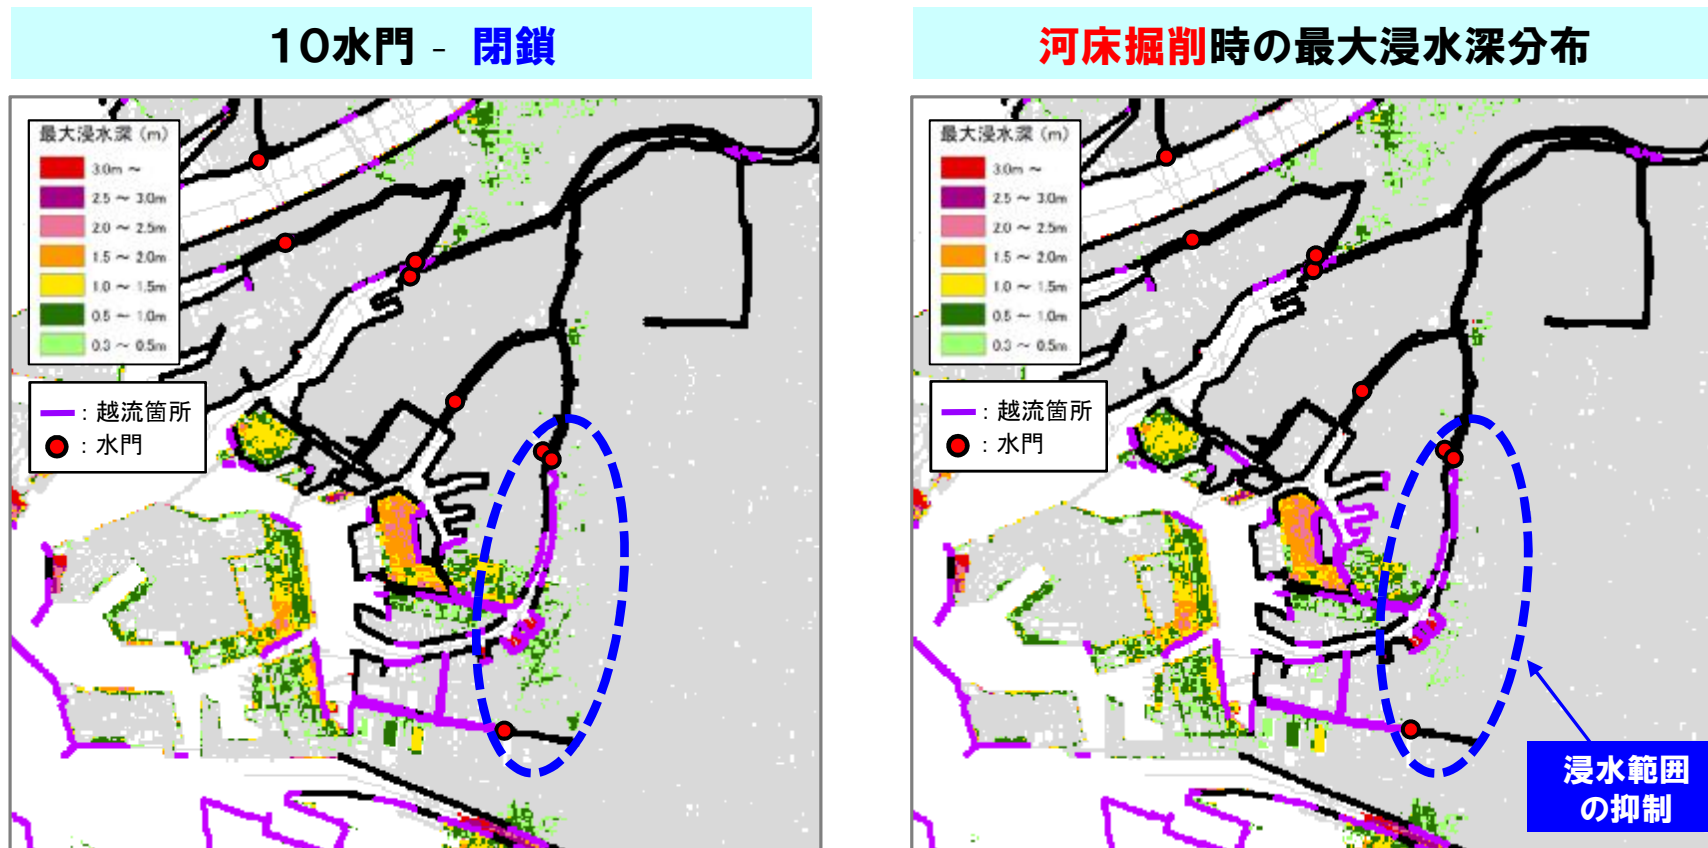 10水門 - 閉鎖
最大浸水深 (m)
3.0m ～
2.5 ～ 3.0m
2.0 ～ 2.5m
1.5 ～ 2.0m
1.0 ～ 1.5m
0.5 ～ 1.0m
0.3 ～ 0.5m
：越流箇所
：水門
河床掘削時の最大浸水深分布
最大浸水深 (m)
3.0m ～
2.5 ～ 3.0m
2.0 ～ 2.5m
1.5 ～ 2.0m
1.0 ～ 1.5m
0.5 ～ 1.0m
0.3 ～ 0.5m
：越流箇所
：水門
浸水範囲
の抑制